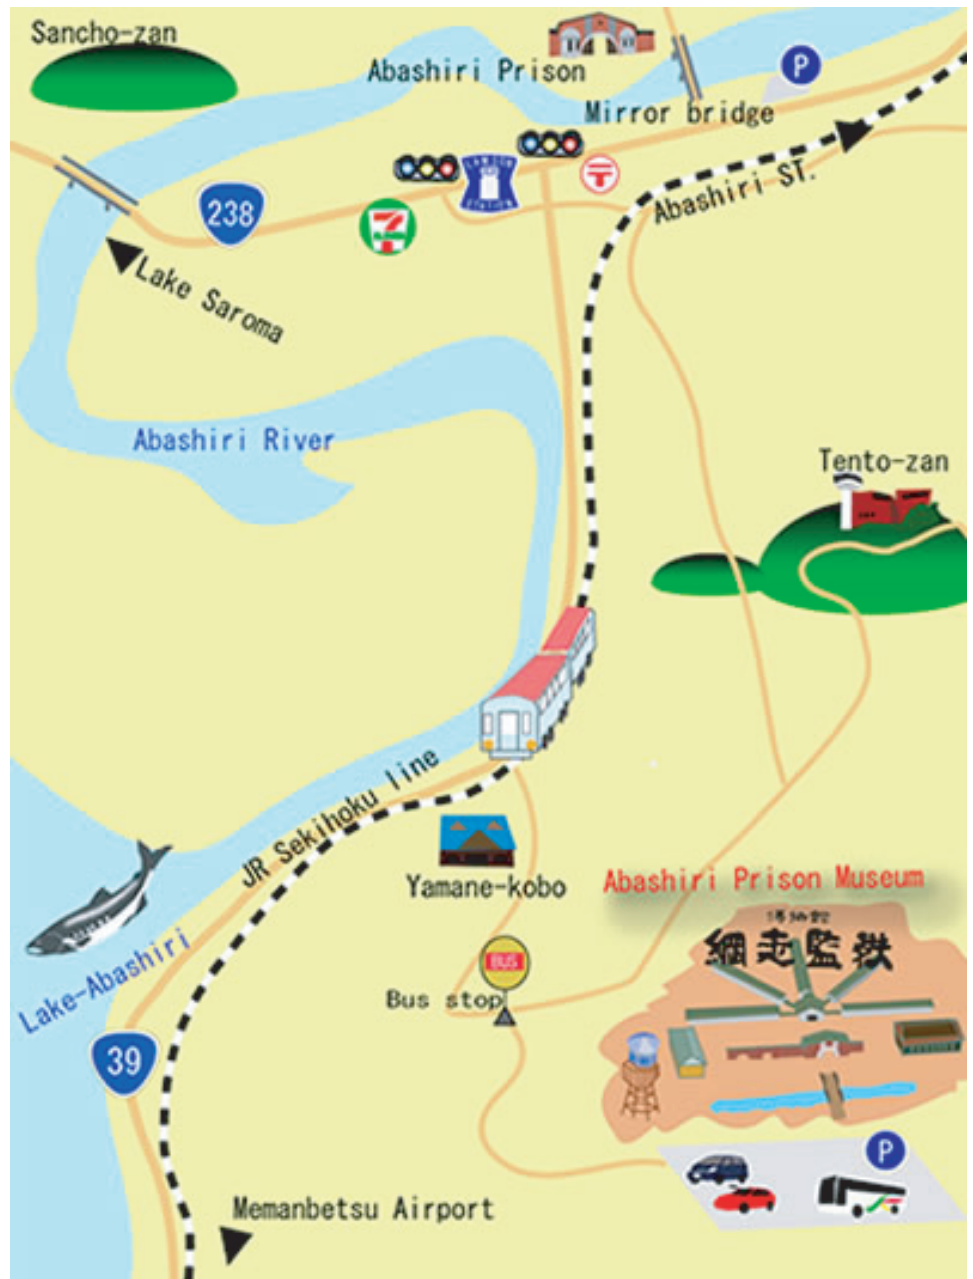 Sancho-zan
Abashiri Prison
P
Mirror bridge
LAWSON
STATION
238
Abashiri ST.
Lake Saroma
Abashiri River
Tento-zan
JR Sekihoku line
Yamane-kobo
Abashiri Prison Museum
博物館
網走監獄
BUS
Bus stop
Lake-Abashiri
39
P
Memanbetsu Airport